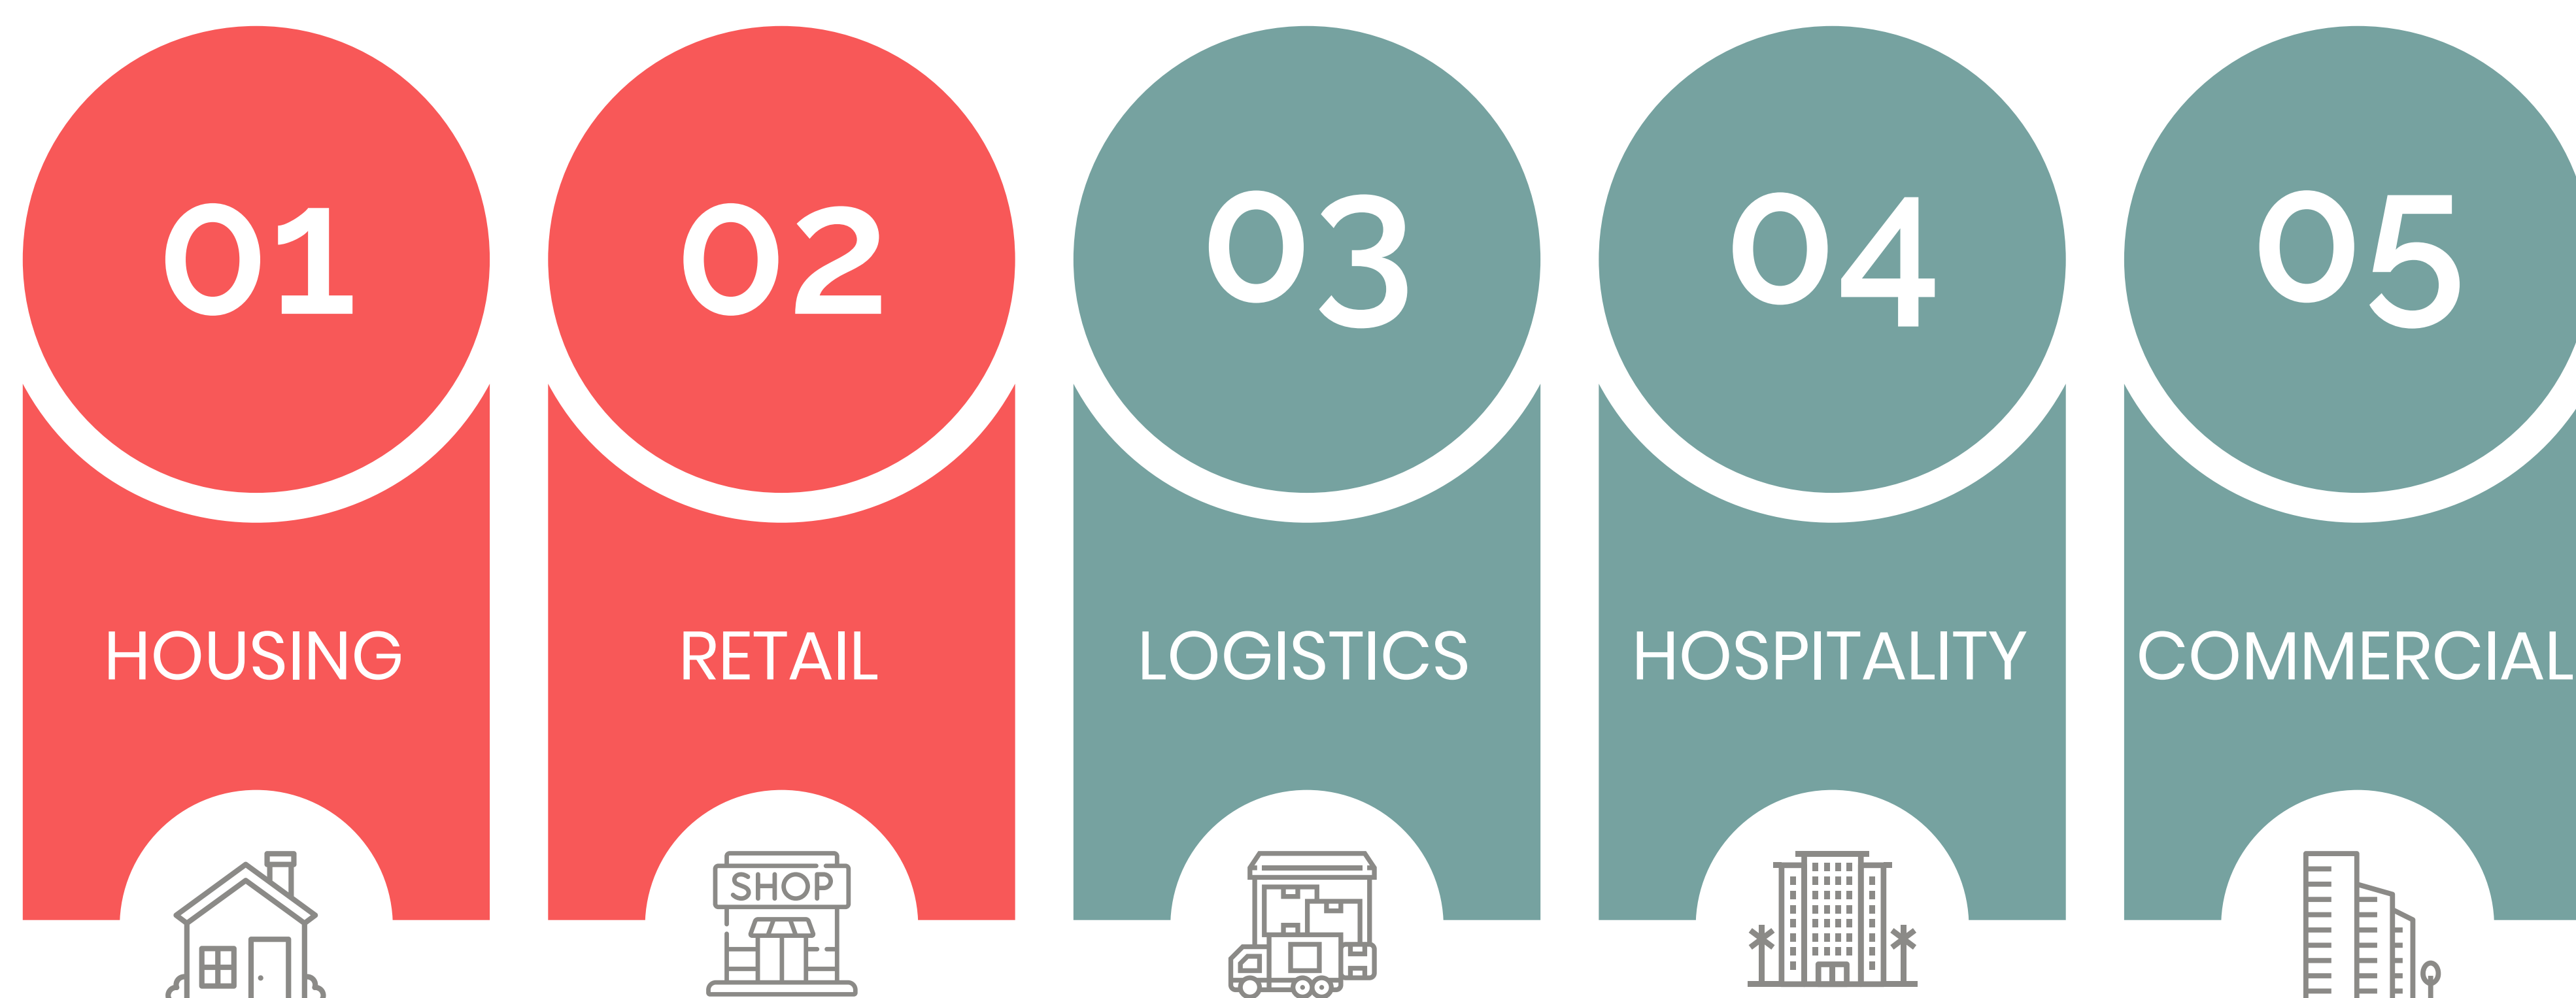 01
02
03
04
05
HOUSING
RETAIL
LOGISTICS
HOSPITALITY
COMMERCIAL
SHOP